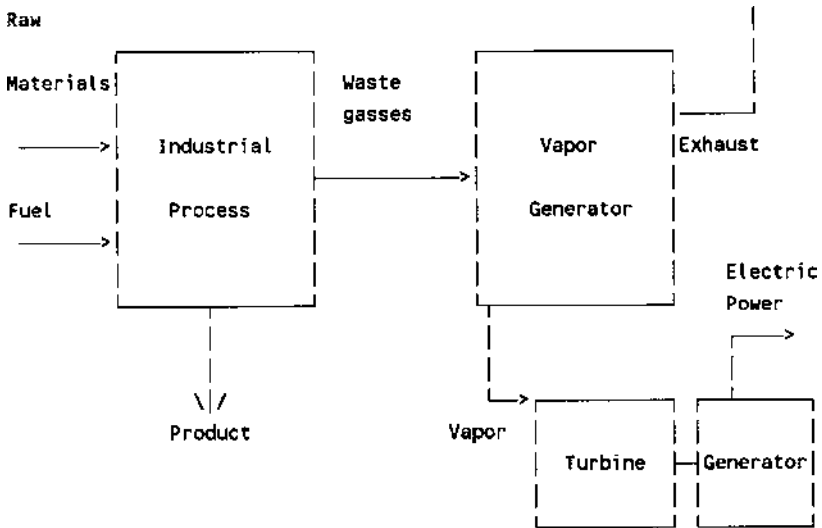 Raw
Materials
Waste
gasses
Industrial
Process
Vapor
Generator
Exhaust
Fuel
Electric
Power
Product
Vapor
Turbine
Generator